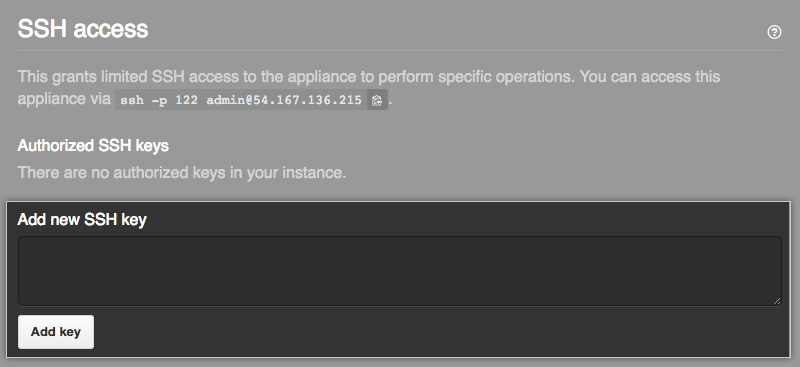 SSH access
This grants limited SSH access to the appliance to perform specific operations. You can access this
appliance via ssh -p 122 admin@54.167.136.215 .
Authorized SSH keys
There are no authorized keys in your instance.
Add new SSH key
Add key